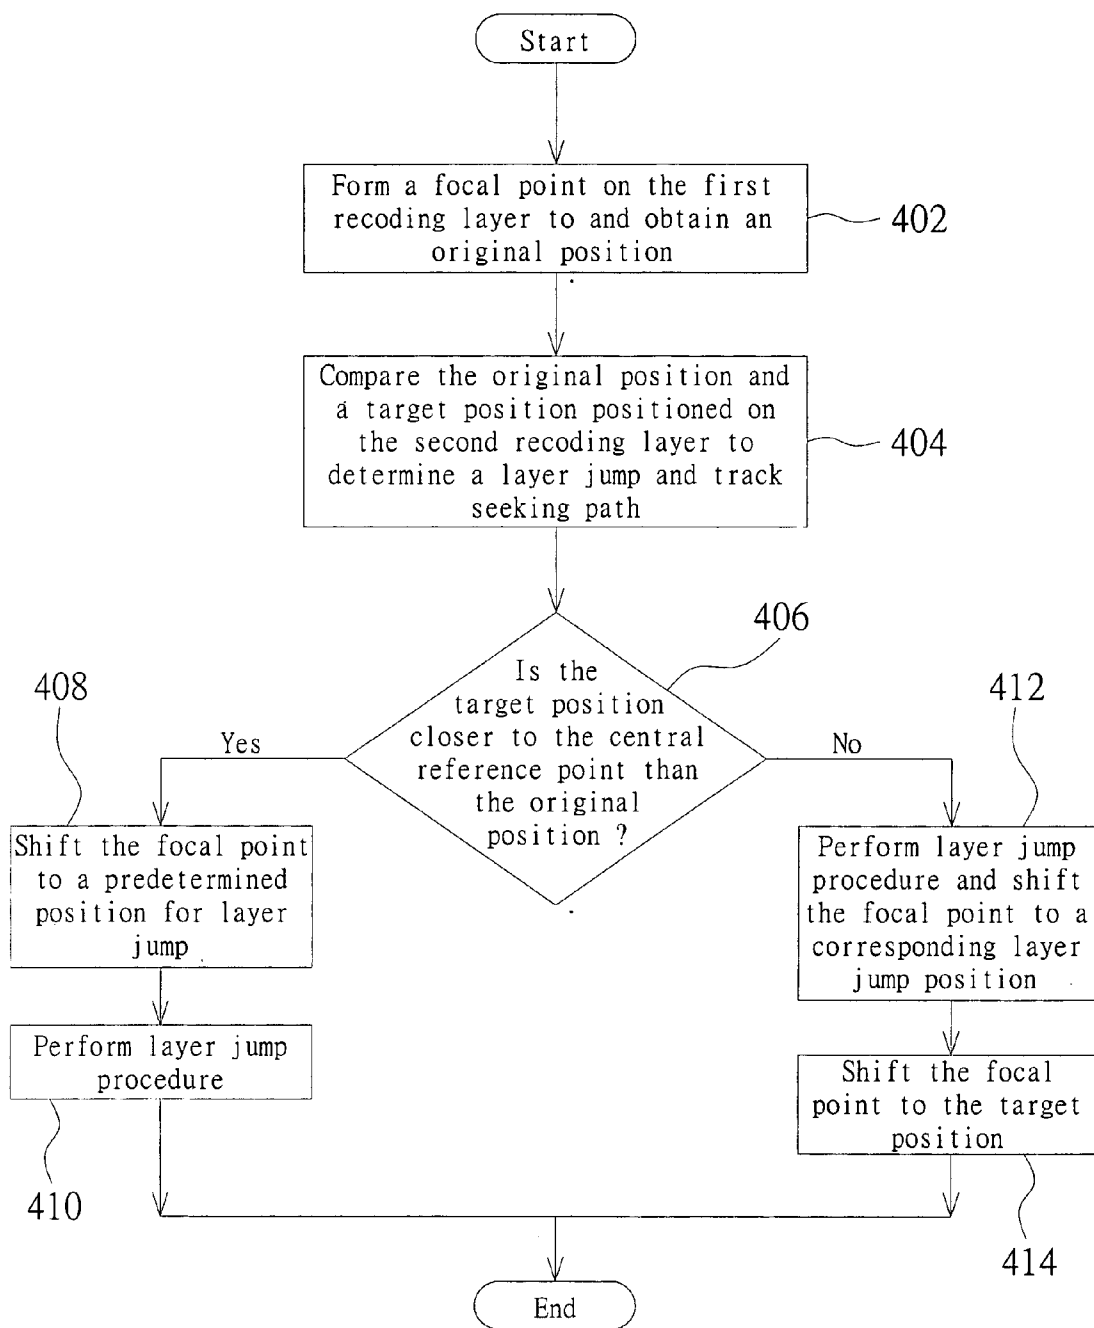 Start
Form a focal point on the first
recoding layer to and obtain an
original position
402
Compare the original position and
a target position positioned on
the second recoding layer to
determine a layer jump and track
seeking path
404
406
Is the
target position
closer to the central
reference point than
the original
position ?
Yes
No
408
Shift the focal point
to a predetermined
position for layer
jump
Perform layer jump
procedure
410
412
Perform layer jump
procedure and shift
the focal point to a
corresponding layer
jump position
Shift the focal
point to the target
position
414
End